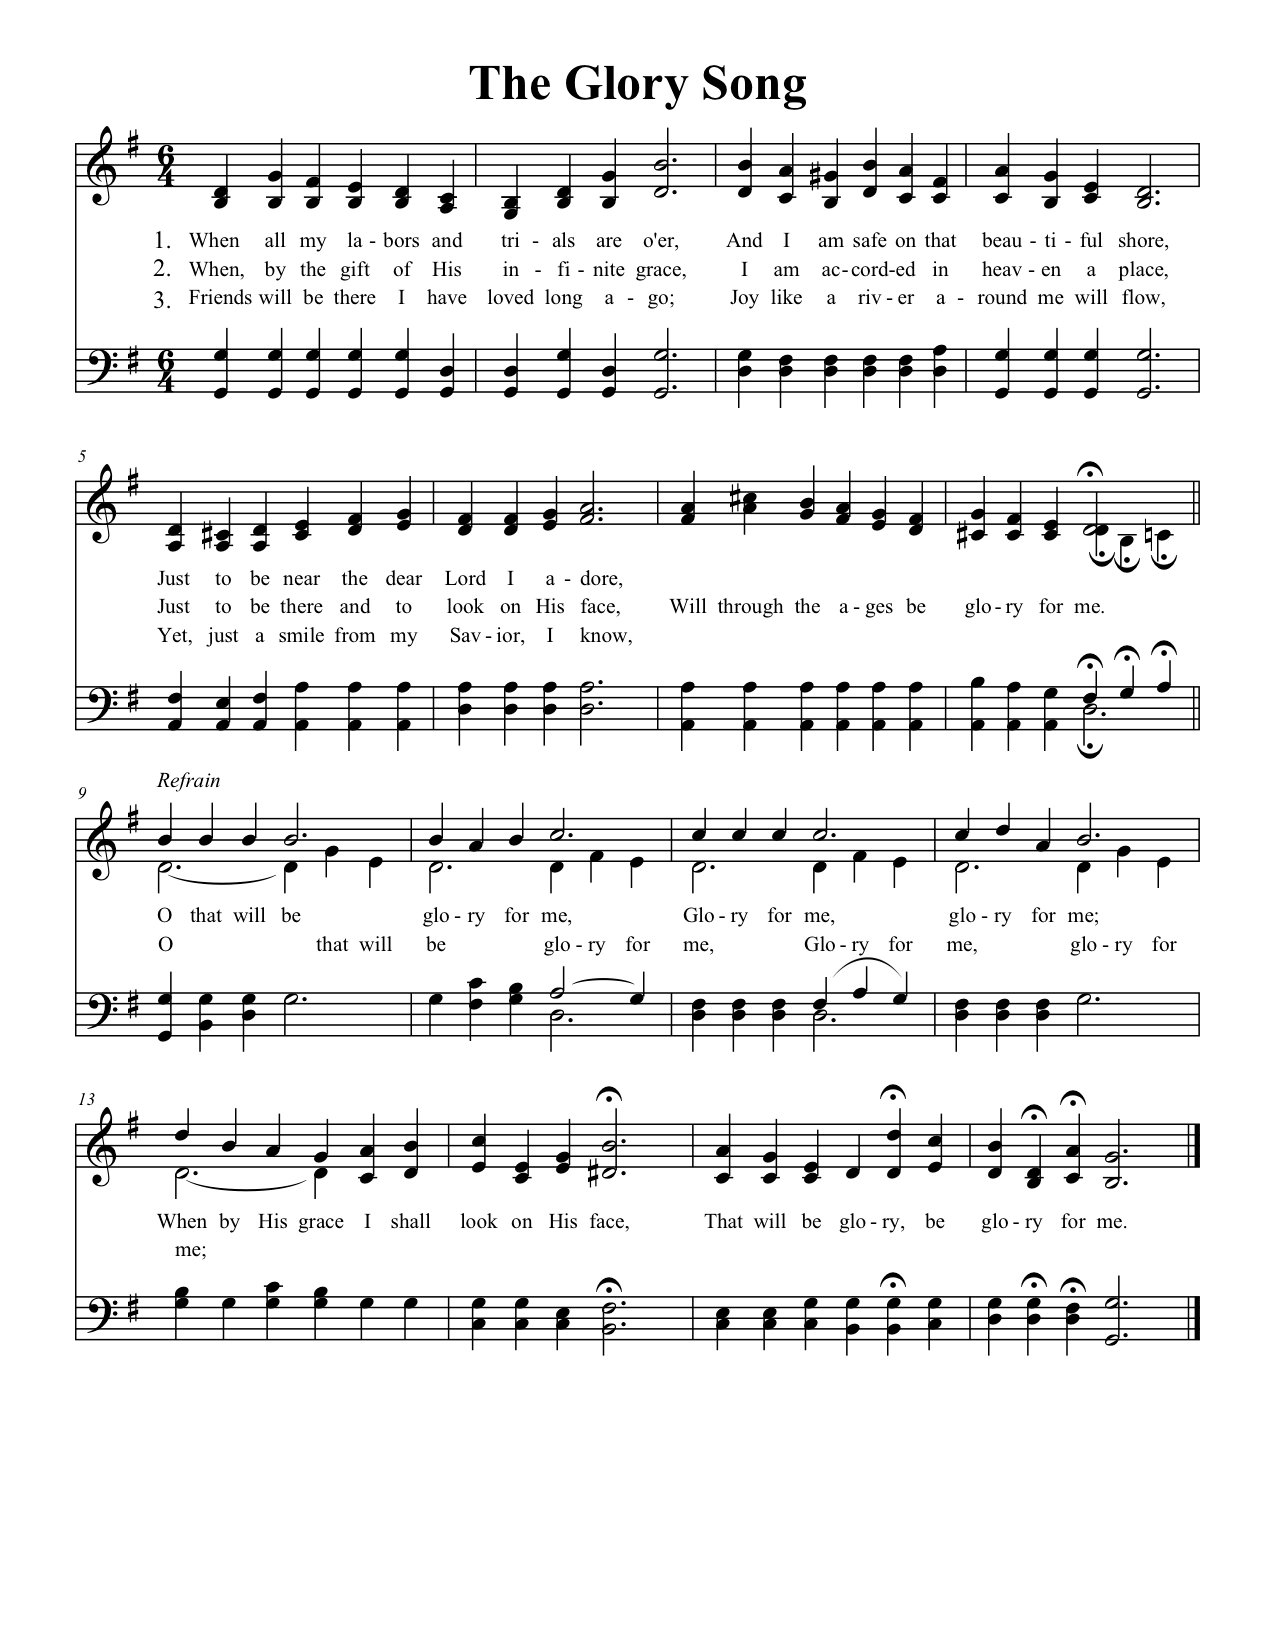 The Glory Song
6 4
1. When all my la - bors and tri - als are o'er, And I am safe on that beau - ti - ful shore,
2. When, by the gift of His in - fi - nite grace, I am ac - cord - ed in heav - en a place,
3. Friends will be there I have loved long a - go; Joy like a riv - er a - round me will flow,
6 4
5
Just to be near the dear Lord I a - dore,
Just to be there and to look on His face, Will through the a - ges be glo - ry for me.
Yet, just a smile from my Sav - ior, I know,
Refrain
9
O that will be glo - ry for me, Glo - ry for me, glo - ry for me;
O that will be glo - ry for me, Glo - ry for me, glo - ry for
13
When by His grace I shall look on His face, That will be glo - ry, be glo - ry for me.
me;